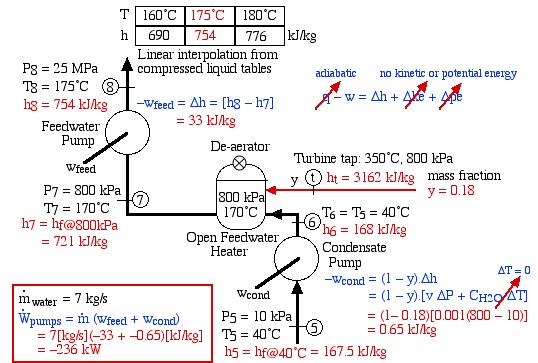 T 160°C 175°C 180°C
h 690 754 776 kJ/kg
Linear interpolation from
compressed liquid tables
P8 = 25 MPa
T8 = 175°C
h8 = 754 kJ/kg
8
-wfeed = Δh = [h8 - h7]
= 33 kJ/kg
adiabatic
no kinetic or potential energy
q - w = Δh + Δke + Δpe
Feedwater
Pump
wfeed
De-aerator
Turbine tap: 350°C, 800 kPa
y
t
ht = 3162 kJ/kg
mass fraction
y = 0.18
800 kPa
170°C
P7 = 800 kPa
T7 = 170°C
h7 = hf@800kPa
= 721 kJ/kg
7
Open Feedwater
Heater
6
T6 = T5 = 40°C
h6 = 168 kJ/kg
Condensate
Pump
wcond
-wcond = (1 - y).Δh
ΔT = 0
= (1 - y).[v ΔP + CH2O ΔT]
= (1-0.18)[0.001(800 - 10)]
= 0.65 kJ/kg
P5 = 10 kPa
T5 = 40°C
5
h5 = hf@40°C = 167.5 kJ/kg
ṁwater = 7 kg/s
Ẇpumps = ṁ (wfeed + wcond)
= 7[kg/s](-33 + -0.65)[kJ/kg]
= -236 kW